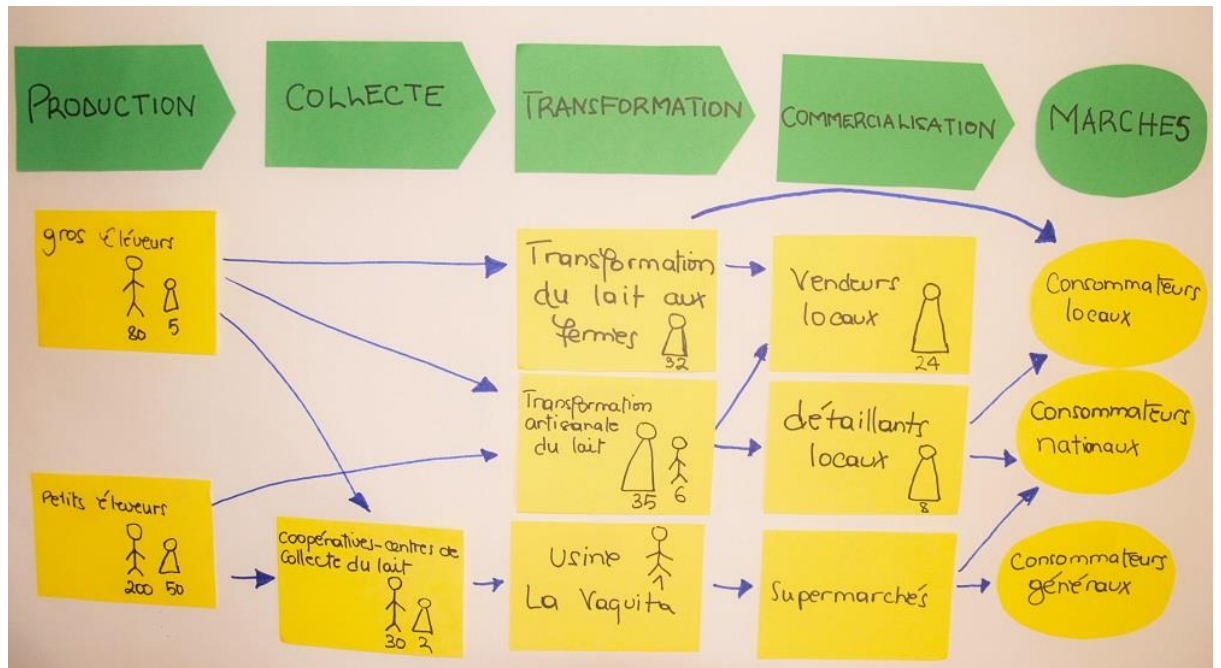 PRODUCTION
COLLECTE
TRANSFORMATION
COMMERCIALISATION
MARCHES
gros éléveurs
80 5
Transformation
du lait aux
fermes
32
Vendeurs
locaux
24
Consommateurs
locaux
Transformation
artisanale
du lait
35 6
détaillants
locaux
8
Consommateurs
nationaux
Petits éleveurs
200 50
Coopératives-centres de
Collecte du lait
30 2
Usine
1
La Vaquita
Supermarchés
Consommateurs
généraux